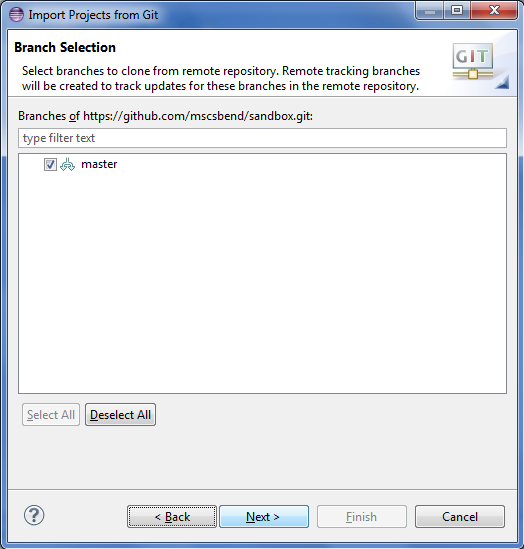 Import Projects from Git
Branch Selection
Select branches to clone from remote repository. Remote tracking branches
will be created to track updates for these branches in the remote repository.
GIT
Branches of https://github.com/mscsbend/sandbox.git:
type filter text
master
Select All
Deselect All
?
< Back
Next >
Finish
Cancel